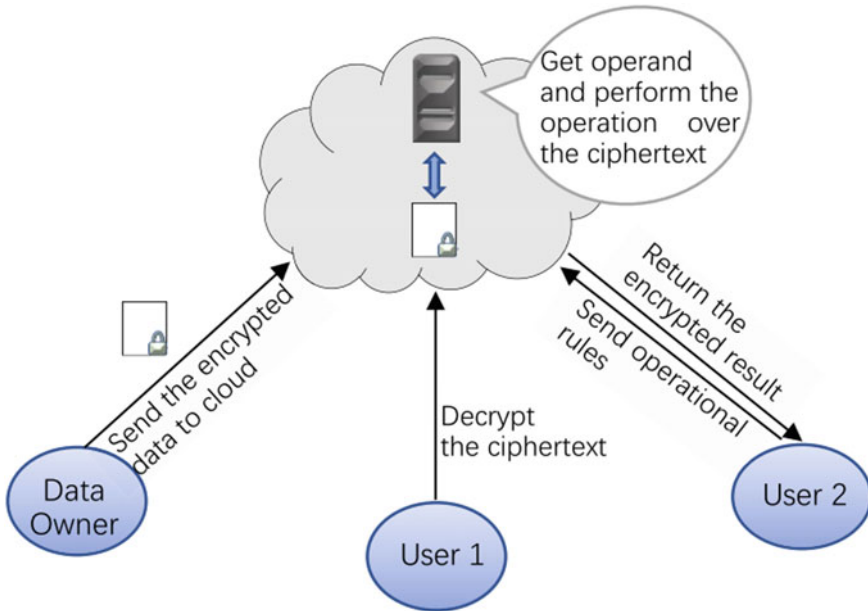 Get operand
and perform the
operation over
the ciphertext
Send the encrypted
data to cloud
Decrypt
the ciphertext
Return the
encrypted result
Send operational
rules
Data
Owner
User 1
User 2